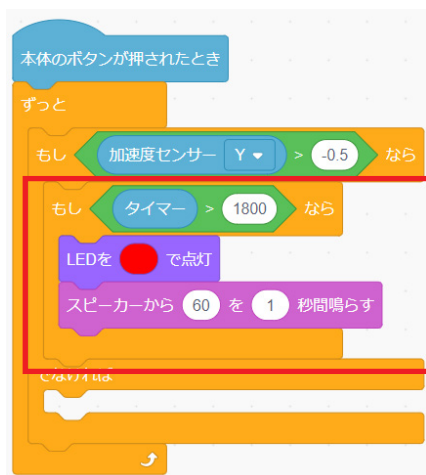 本体のボタンが押されたとき
ずっと
もし 加速度センサー Y > -0.5 なら
もし タイマー > 1800 なら
LEDを で点灯
スピーカーから 60 を 1 秒間鳴らす
でなければ